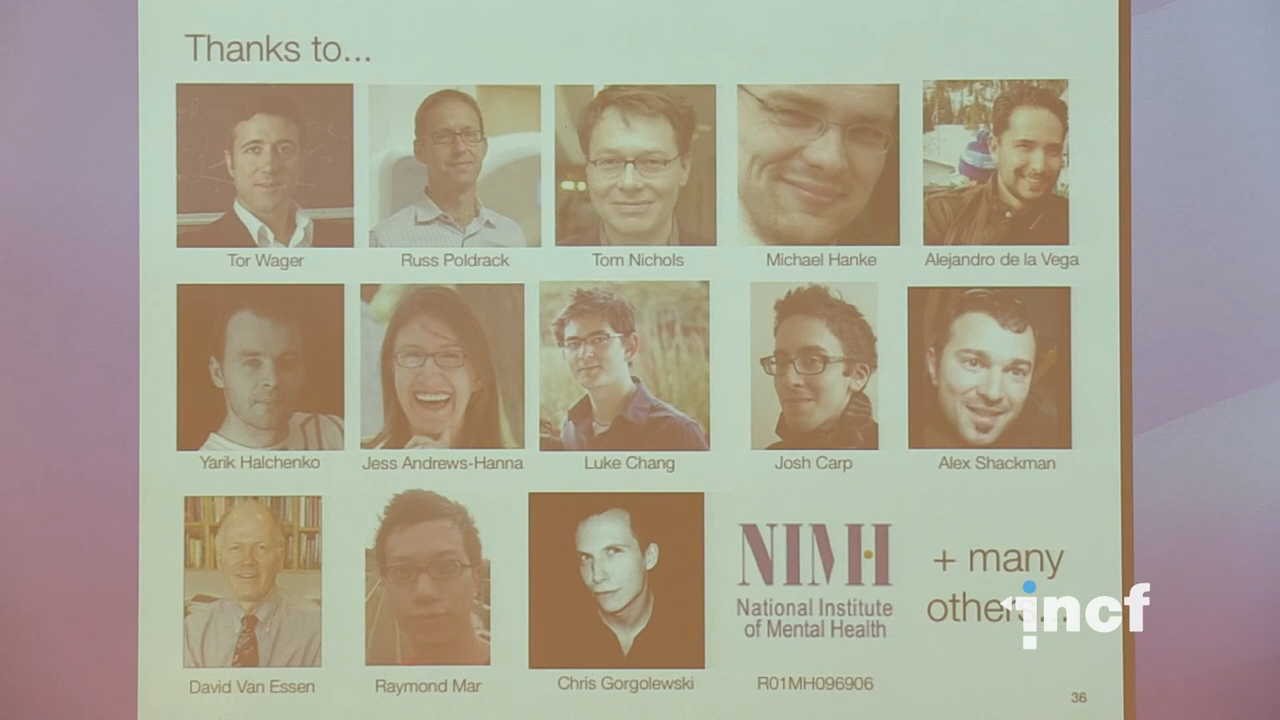 Thanks to...
Tor Wager
Russ Poldrack
Tom Nichols
Michael Hanke
Alejandro de la Vega
Yarik Halchenko
Jess Andrews-Hanna
Luke Chang
Josh Carp
Alex Shackman
David Van Essen
Raymond Mar
Chris Gorgolewski
NIMH
National Institute
of Mental Health
R01MH096906
+ many
others...
incf
36